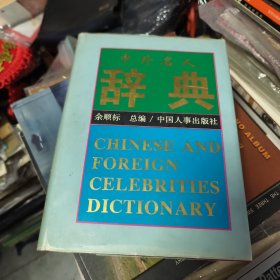 中外名人
辞典
余顺标 总编/中国人事出版社
CHINESE AND
FOREIGN
CELEBRITIES
DICTIONARY